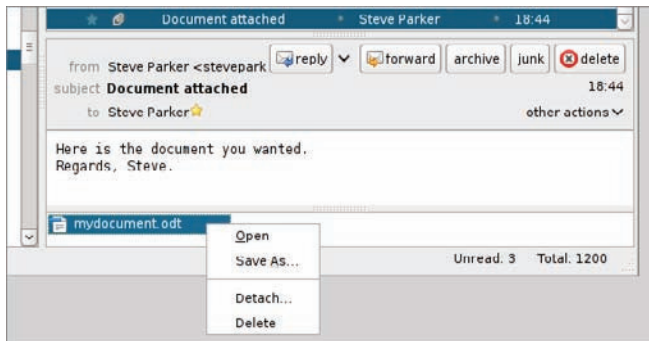 Document attached Steve Parker 18:44
from Steve Parker <stevepark reply forward archive junk delete
subject Document attached 18:44
to Steve Parker other actions
Here is the document you wanted.
Regards, Steve.
mydocument.odt
Open
Save As...
Unread: 3 Total: 1200
Detach...
Delete